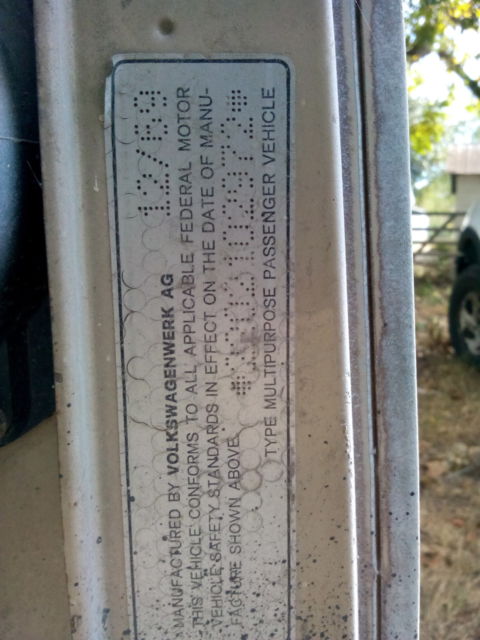 12/69
MANUFACTURED BY VOLKSWAGENWERK AG
THIS VEHICLE CONFORMS TO ALL APPLICABLE FEDERAL MOTOR
VEHICLE SAFETY STANDARDS IN EFFECT ON THE DATE OF MANU-
FACTURE SHOWN ABOVE.
TYPE MULTIPURPOSE PASSENGER VEHICLE